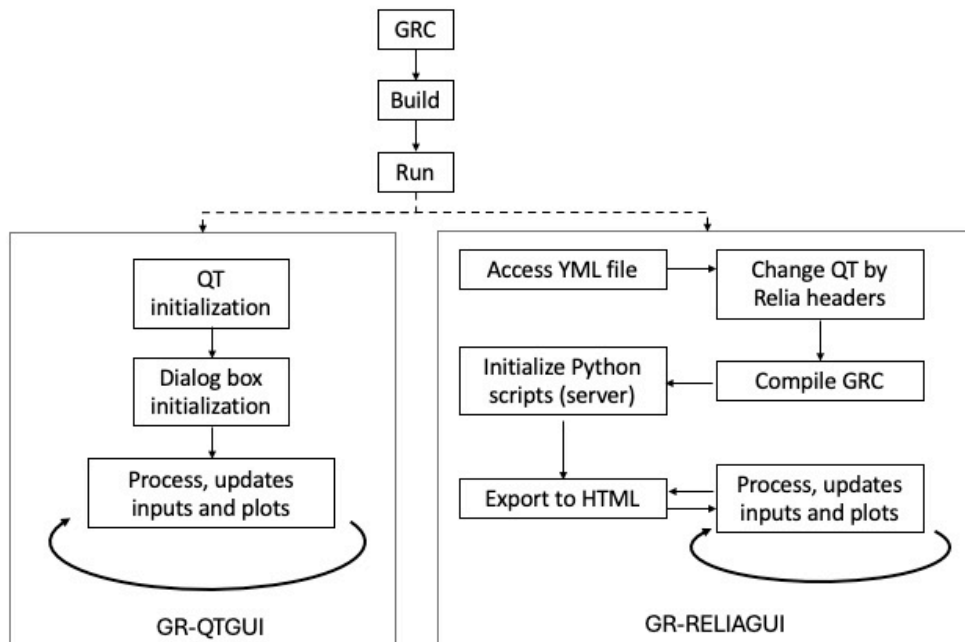 GRC
Build
Run
QT
initialization
Dialog box
initialization
Process, updates
inputs and plots
GR-QTGUI
Access YML file
Change QT by
Relia headers
Compile GRC
Initialize Python
scripts (server)
Export to HTML
Process, updates
inputs and plots
GR-RELIAGUI